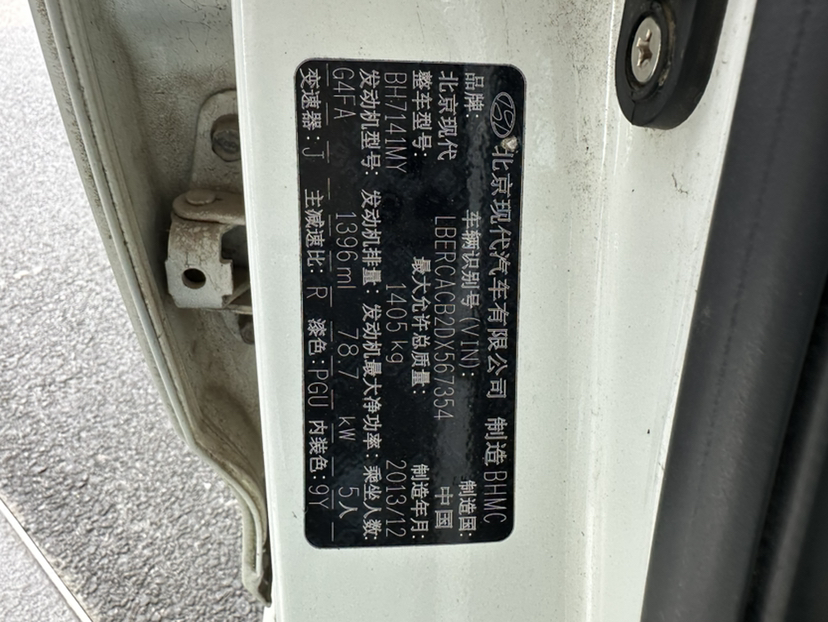 北京现代汽车有限公司 制造 BHMC
品牌: 车辆识别号(VIN): 制造国:
北京现代 LBERCACB2DX567354 中国
整车型号: 最大允许总质量: 制造年月:
BH7141MY 1405 kg 2013/12
发动机型号: 发动机排量: 发动机最大净功率: 乘坐人数:
G4FA 1396 ml 78.7 kW 5人
变速器: J 主减速比: R 漆色: PGU 内装色: 9Y